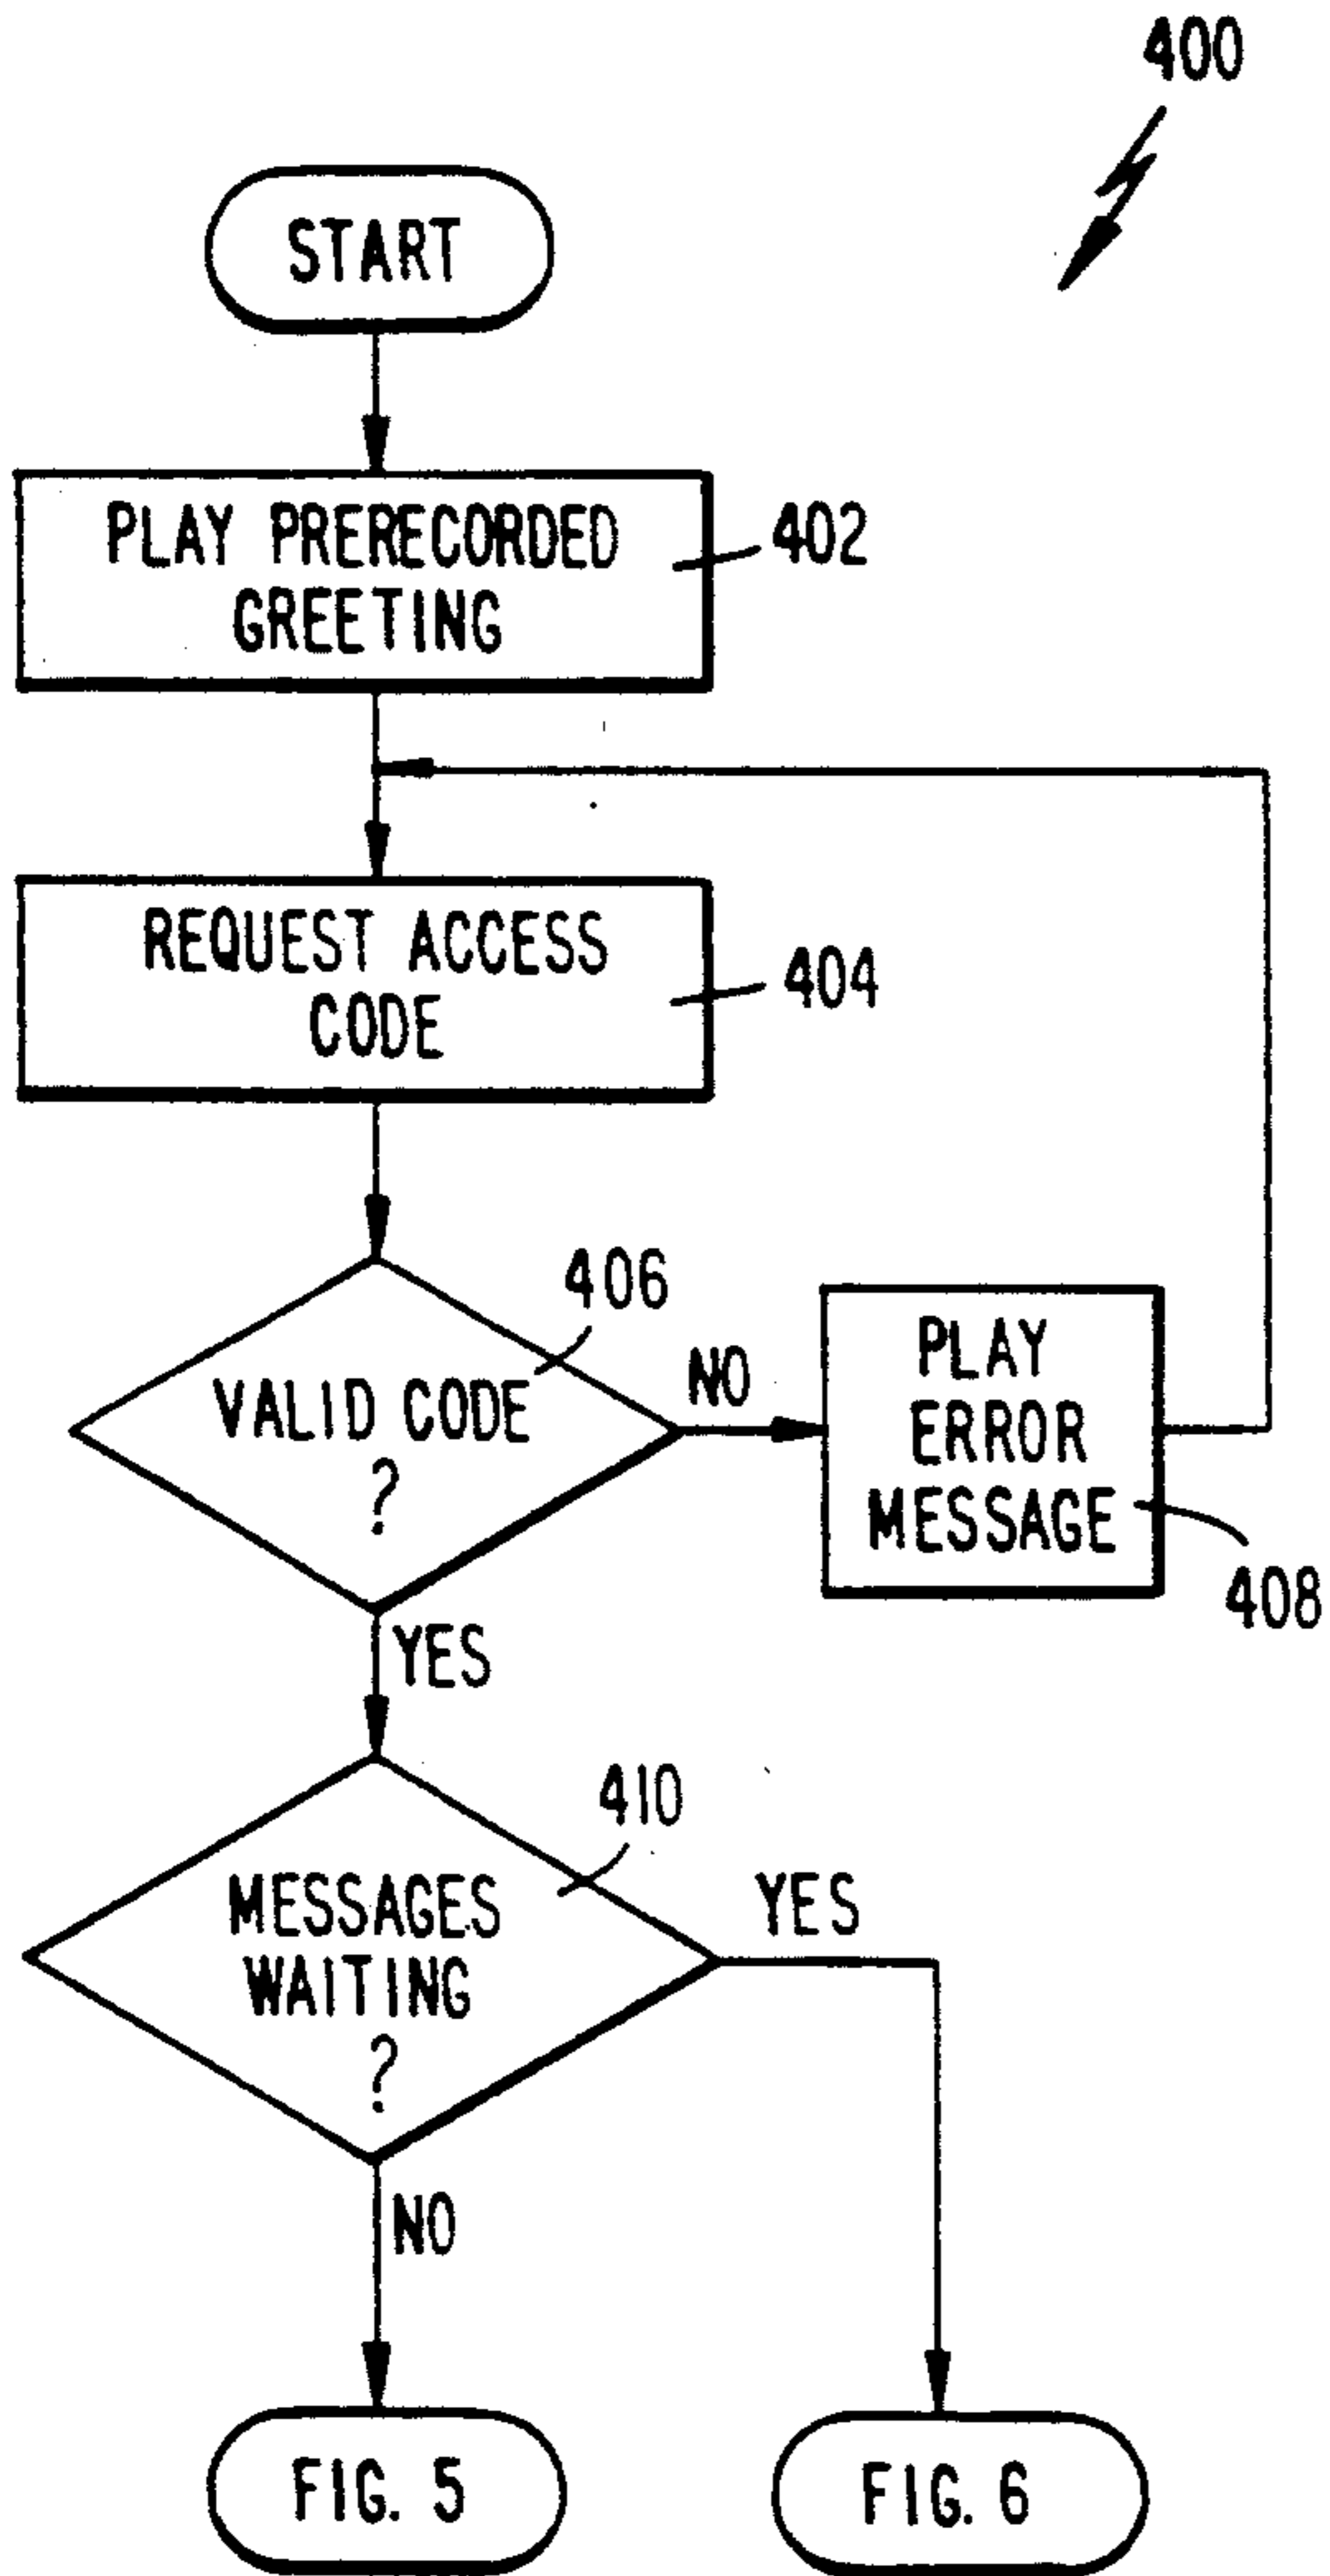 400
START
PLAY PRERECORDED
GREETING
402
REQUEST ACCESS
CODE
404
406
VALID CODE
?
NO
PLAY
ERROR
MESSAGE
408
YES
410
MESSAGES
WAITING
?
YES
NO
FIG. 5
FIG. 6